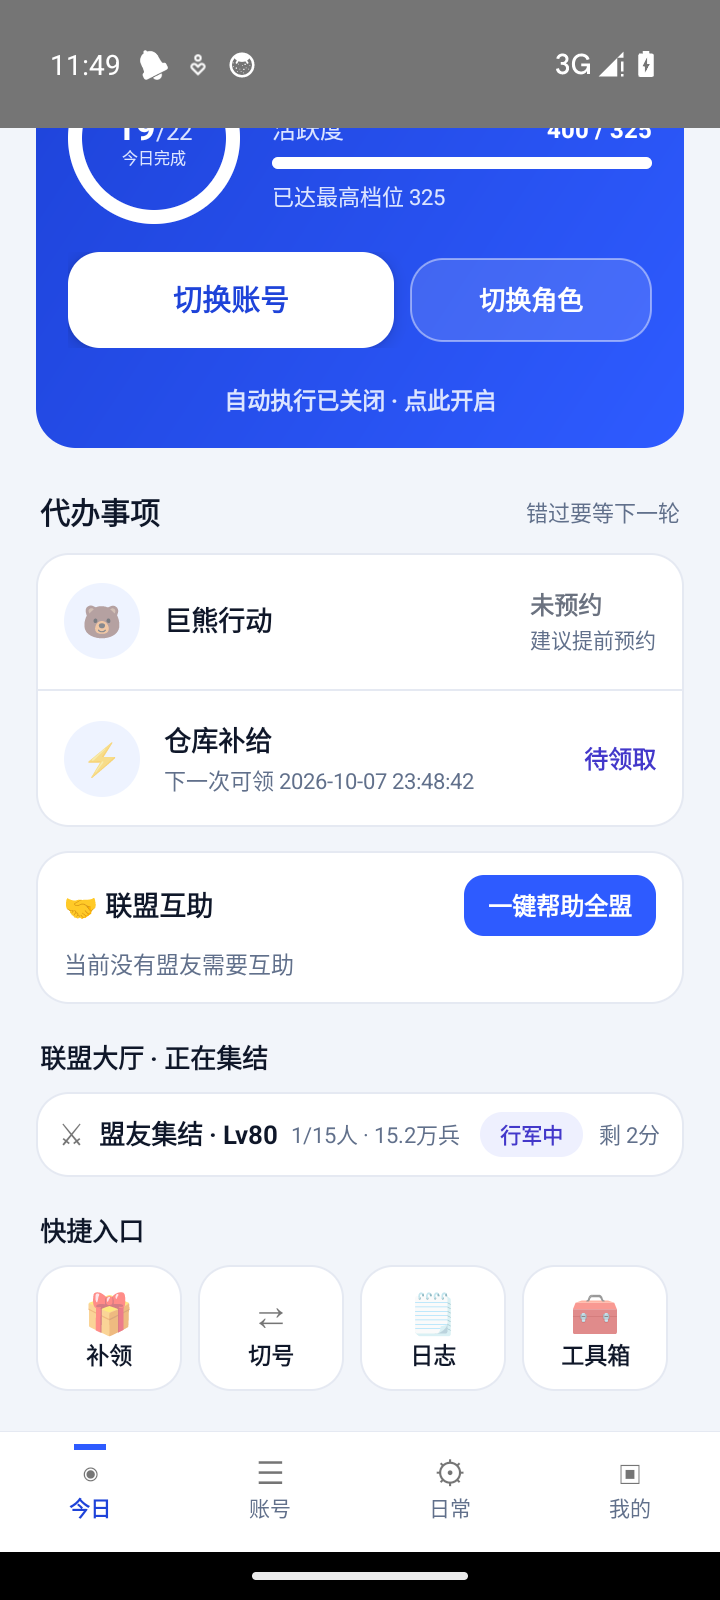 11:49
3G
19/22
今日完成
活跃度
400 / 325
已达最高档位 325
切换账号
切换角色
自动执行已关闭 · 点此开启
代办事项
错过要等下一轮
巨熊行动
未预约
建议提前预约
仓库补给
下一次可领 2026-10-07 23:48:42
待领取
联盟互助
一键帮助全盟
当前没有盟友需要互助
联盟大厅 · 正在集结
盟友集结 · Lv80 1/15人 · 15.2万兵 行军中 剩 2分
快捷入口
补领
切号
日志
工具箱
今日
账号
日常
我的